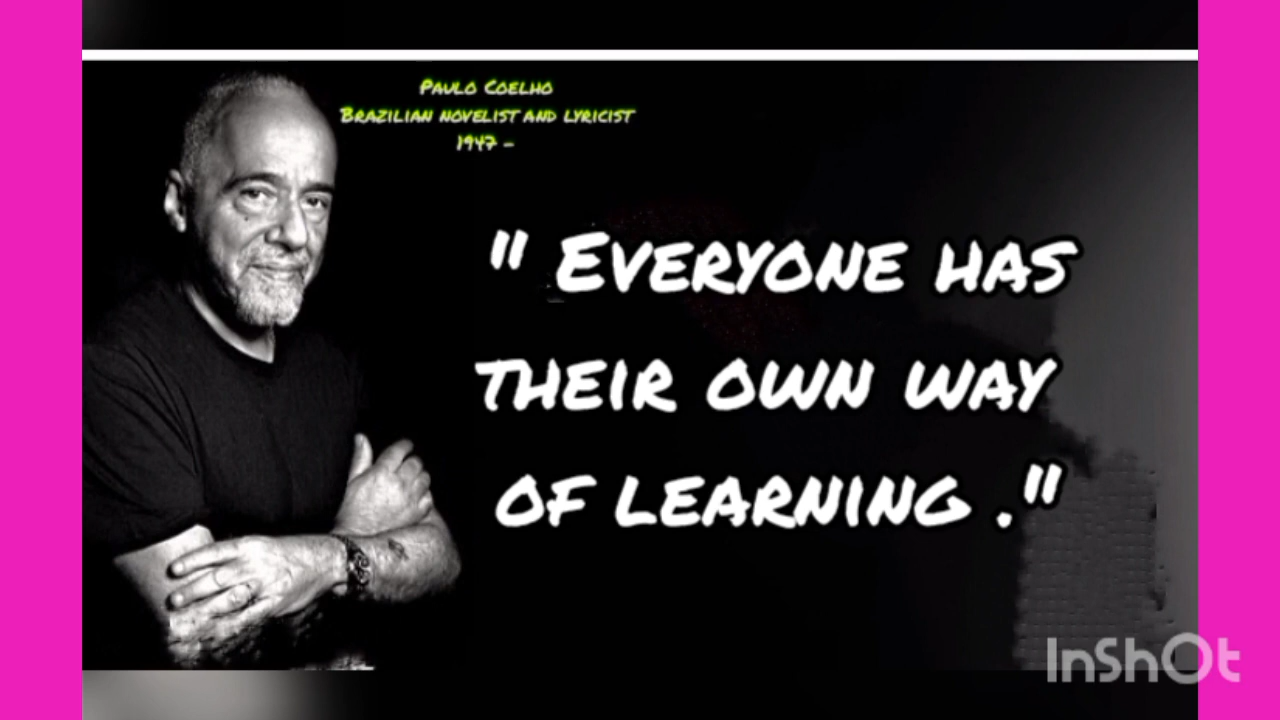 PAULO COELHO
BRAZILIAN NOVELIST AND LYRICIST
1947 -
" EVERYONE HAS
THEIR OWN WAY
OF LEARNING ."
InShOt